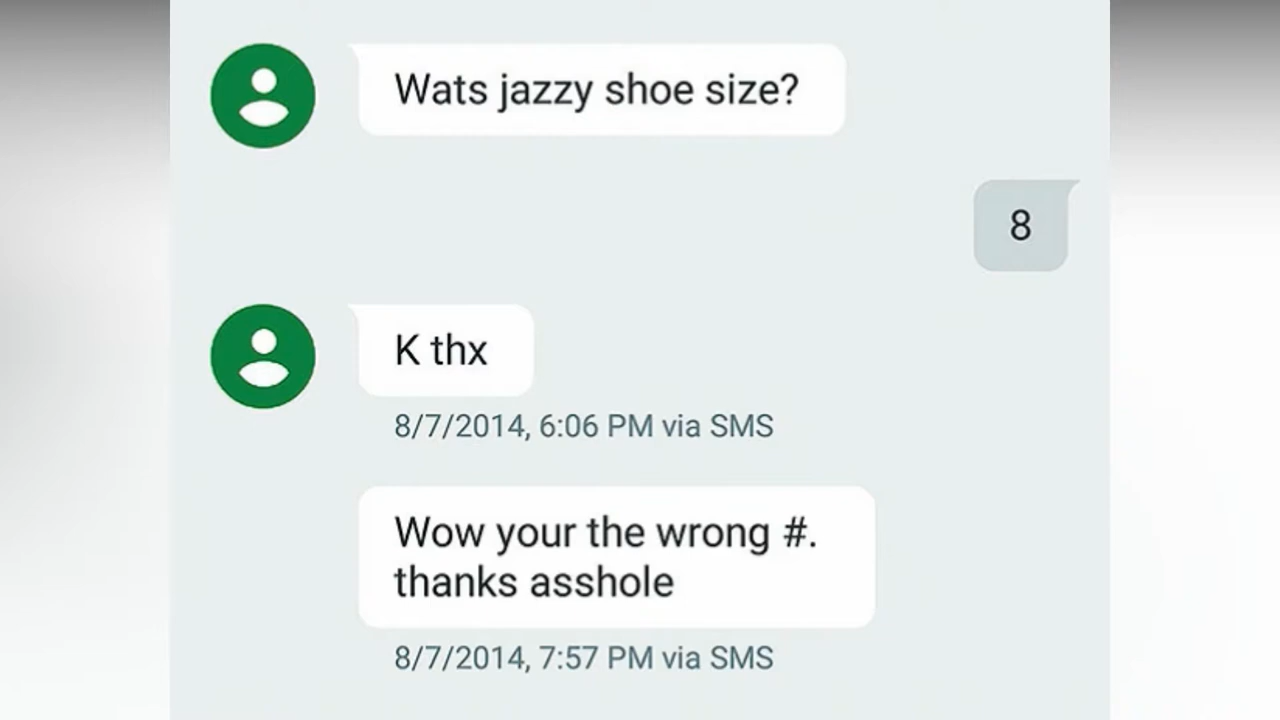 Wats jazzy shoe size?
8
K thx
8/7/2014, 6:06 PM via SMS
Wow your the wrong #.
thanks asshole
8/7/2014, 7:57 PM via SMS